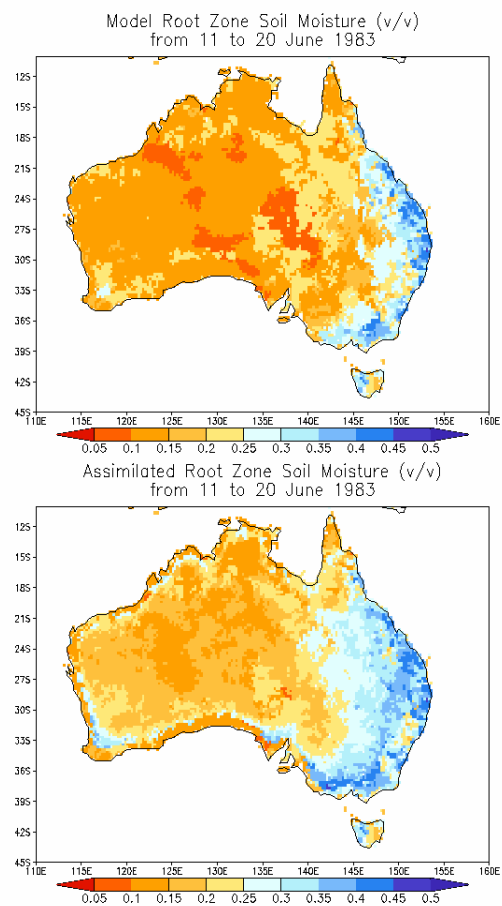 Model Root Zone Soil Moisture (v/v)
from 11 to 20 June 1983
12S
15S
18S
21S
24S
27S
30S
33S
36S
39S
42S
45S
110E 115E 120E 125E 130E 135E 140E 145E 150E 155E 160E
0.05 0.1 0.15 0.2 0.25 0.3 0.35 0.4 0.45 0.5
Assimilated Root Zone Soil Moisture (v/v)
from 11 to 20 June 1983
12S
15S
18S
21S
24S
27S
30S
33S
36S
39S
42S
45S
110E 115E 120E 125E 130E 135E 140E 145E 150E 155E 160E
0.05 0.1 0.15 0.2 0.25 0.3 0.35 0.4 0.45 0.5